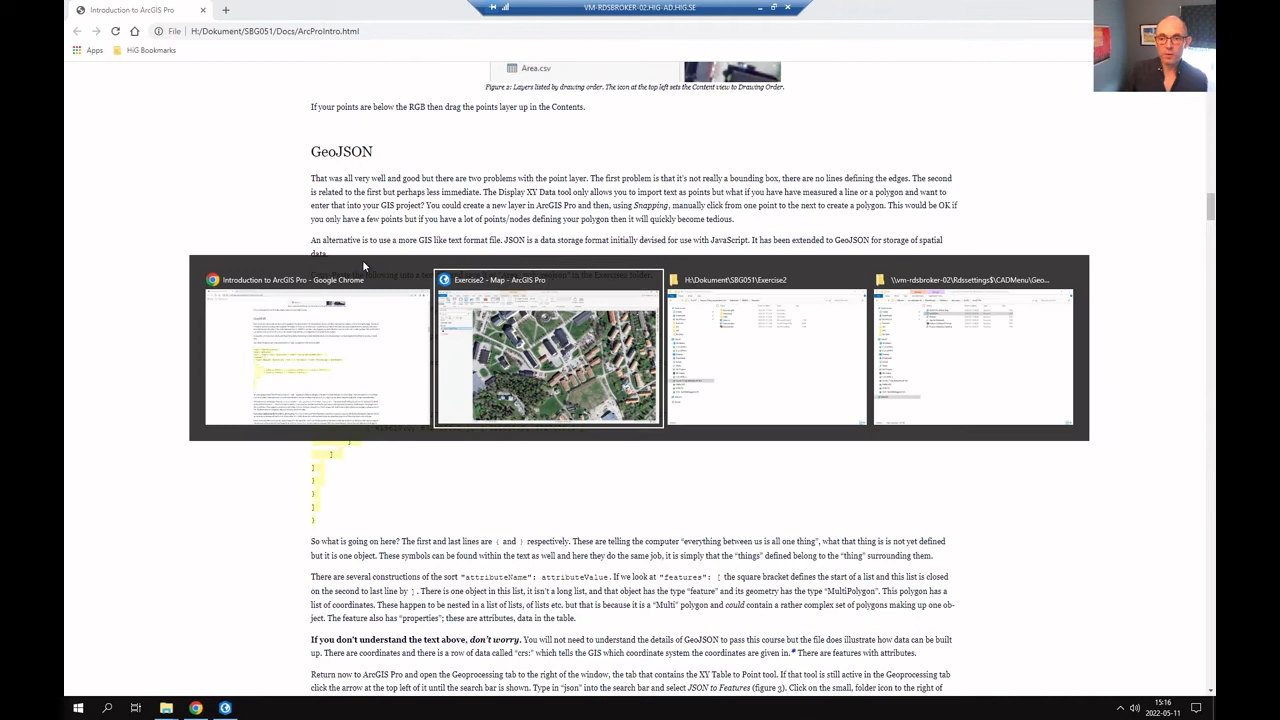 Introduction to ArcGIS Pro
VM-RDSBROKER-02.HIG-AD.HIG.SE
File H:/Dokument/SBG051/Docs/ArcProIntro.html
Apps HiG Bookmarks
Area.csv
Figure 2: Layers listed by drawing order. The icon at the top left sets the Content view to Drawing Order.
If your points are below the RGB then drag the points layer up in the Contents.
GeoJSON
That was all very well and good but there are two problems with the point layer. The first problem is that it's not really a bounding box, there are no lines defining the edges. The second
is related to the first but perhaps less immediate. The Display XY Data tool only allows you to import text as points but what if you have have measured a line or a polygon and want to
enter that into your GIS project? You could create a new layer in ArcGIS Pro and then, using Snapping, manually click from one point to the next to create a polygon. This would be OK if
you only have a few points but if you have a lot of points/nodes defining your polygon then it will quickly become tedious.
An alternative is to use a more GIS like text format file. JSON is a data storage format initially devised for use with JavaScript. It has been extended to GeoJSON for storage of spatial
data.
Introduction to ArcGIS Pro - Google Chrome
Exercise2 - Map - ArcGIS Pro
H:\Dokument\SBG051\Exercise2
\\vm-rdsbroker-02\Rdssettings$\CADMenu\Geo...
]
]
]
}
}
]
}
So what is going on here? The first and last lines are { and } respectively. These are telling the computer “everything between us is all one thing”, what that thing is is not yet defined
but it is one object. These symbols can be found within the text as well and here they do the same job, it is simply that the “things” defined belong to the “thing” surrounding them.
There are several constructions of the sort "attributeName": attributeValue. If we look at "features": [ the square bracket defines the start of a list and this list is closed
on the second to last line by ]. There is one object in this list, it isn't a long list, and that object has the type “feature” and its geometry has the type “MultiPolygon”. This polygon has a
list of coordinates. These happen to be nested in a list of lists, of lists etc. but that is because it is a “Multi” polygon and could contain a rather complex set of polygons making up one ob-
ject. The feature also has “properties”; these are attributes, data in the table.
If you don't understand the text above, don't worry. You will not need to understand the details of GeoJSON to pass this course but the file does illustrate how data can be built
up. There are coordinates and there is a row of data called “crs:” which tells the GIS which coordinate system the coordinates are given in.* There are features with attributes.
Return now to ArcGIS Pro and open the Geoprocessing tab to the right of the window, the tab that contains the XY Table to Point tool. If that tool is still active in the Geoprocessing tab
click the arrow at the top left of it until the search bar is shown. Type in “json” into the search bar and select JSON to Features (figure 3). Click on the small, folder icon to the right of
15:16
2022-05-11